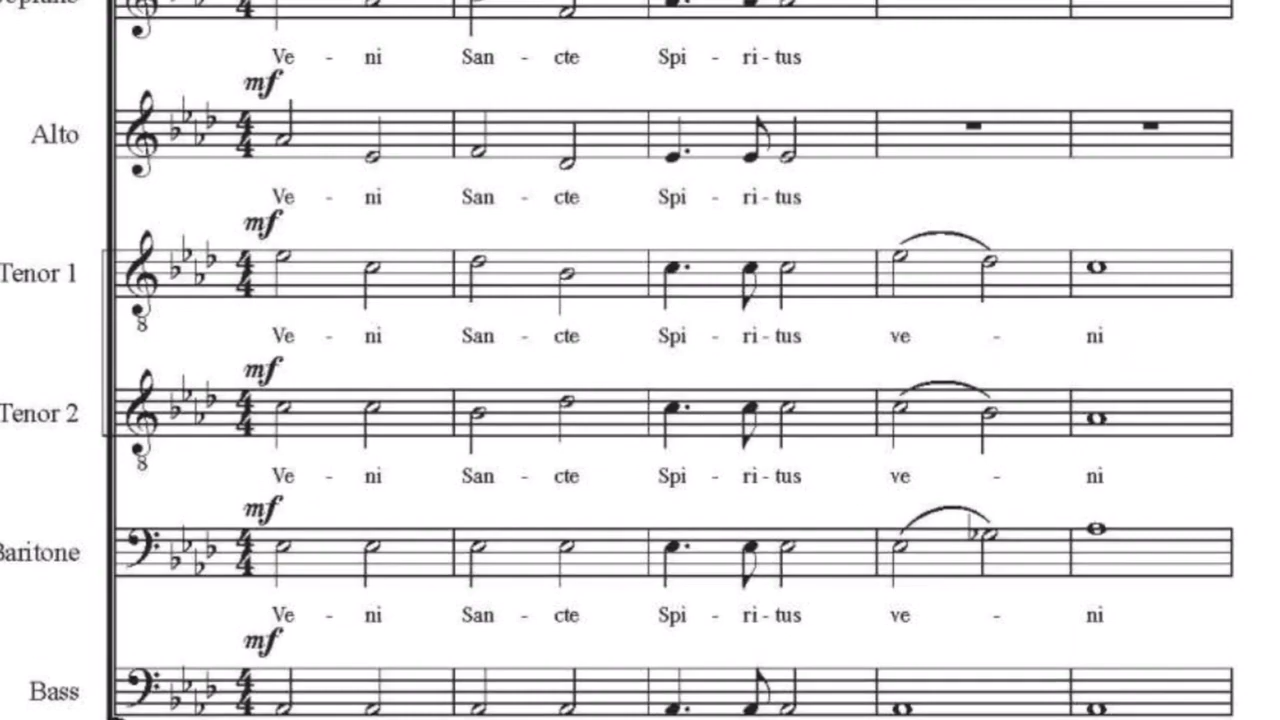 Ve - ni San - cte Spi - ri - tus
mf
Alto
Ve - ni San - cte Spi - ri - tus
mf
Tenor 1
8
Ve - ni San - cte Spi - ri - tus ve - ni
mf
Tenor 2
8
Ve - ni San - cte Spi - ri - tus ve - ni
mf
Baritone
Ve - ni San - cte Spi - ri - tus ve - ni
mf
Bass